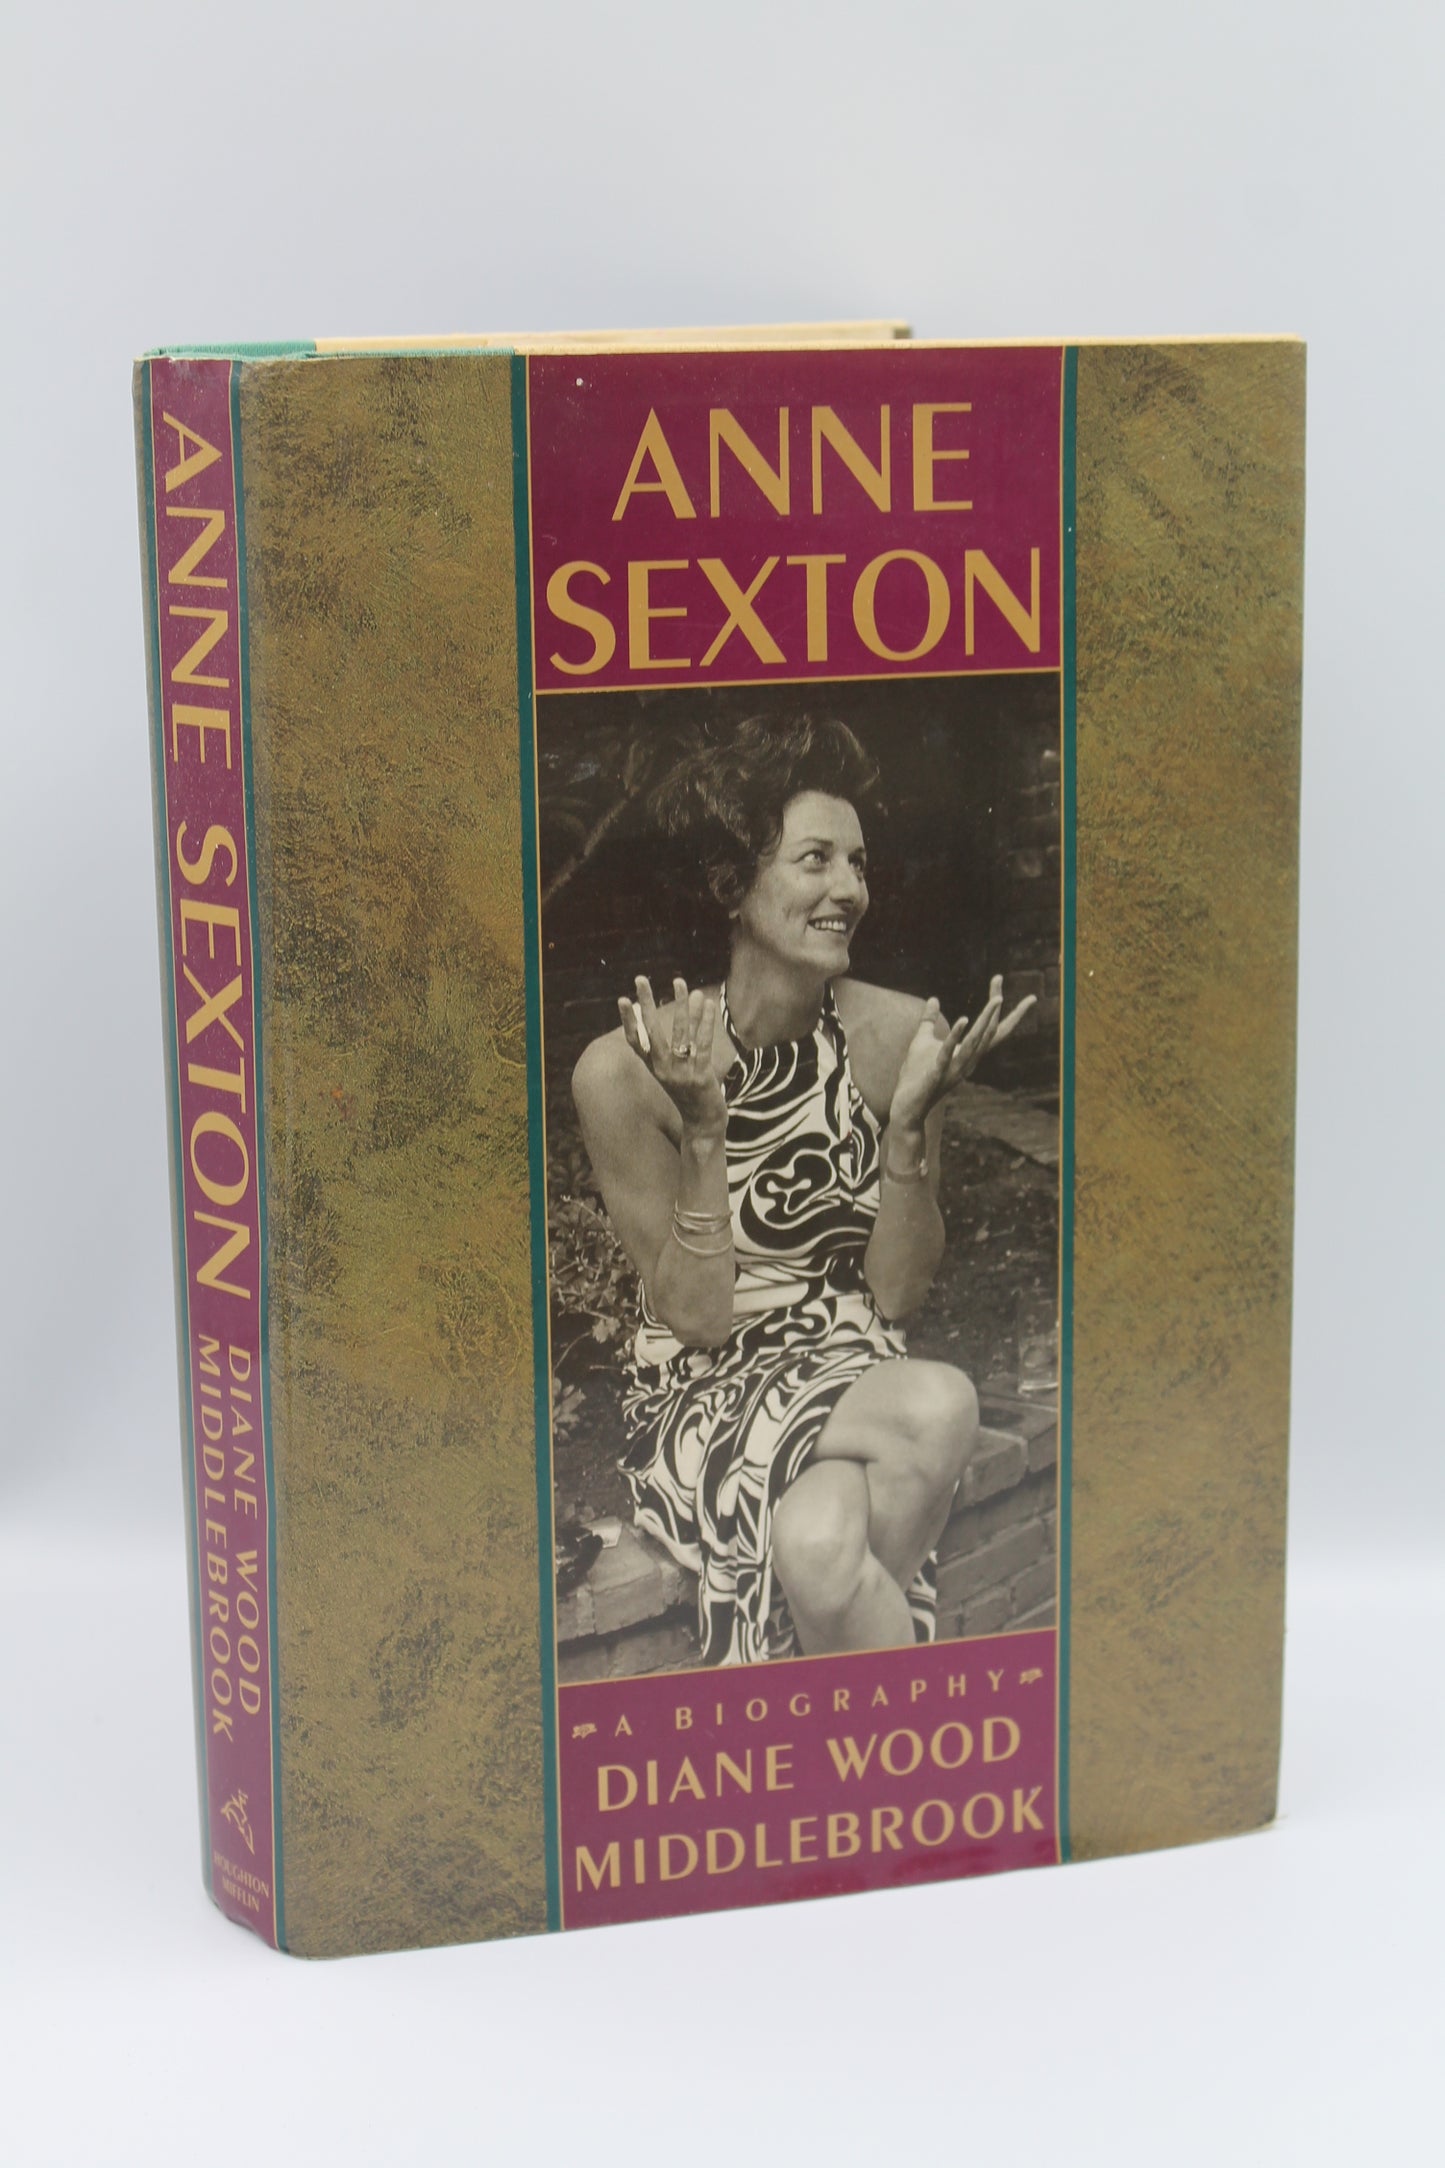 ANNE SEXTON
DIANE WOOD
MIDDLEBROOK
HOUGHTON
MIFFLIN
ANNE
SEXTON
A BIOGRAPHY
DIANE WOOD
MIDDLEBROOK